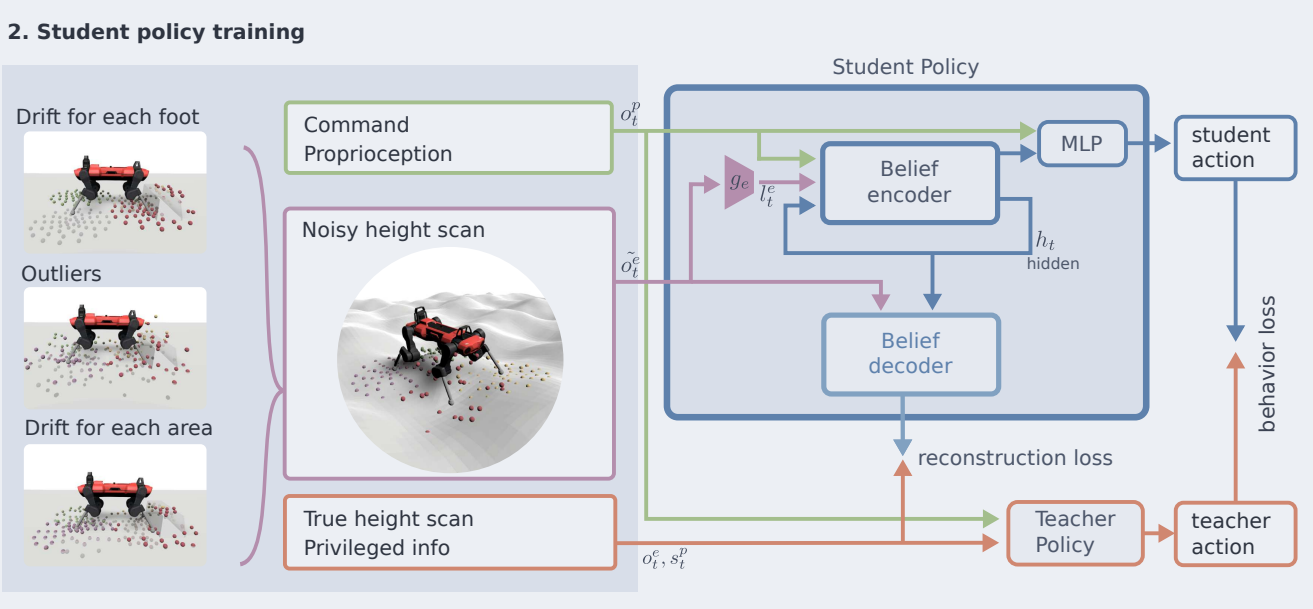 2. Student policy training
Student Policy
Drift for each foot
Command
Proprioception
o_t^p
MLP
student
action
Belief
encoder
g_e
l_t^e
Noisy height scan
õ_t^e
h_t
hidden
Outliers
Belief
decoder
behavior loss
Drift for each area
reconstruction loss
True height scan
Privileged info
o_t^e, s_t^p
Teacher
Policy
teacher
action